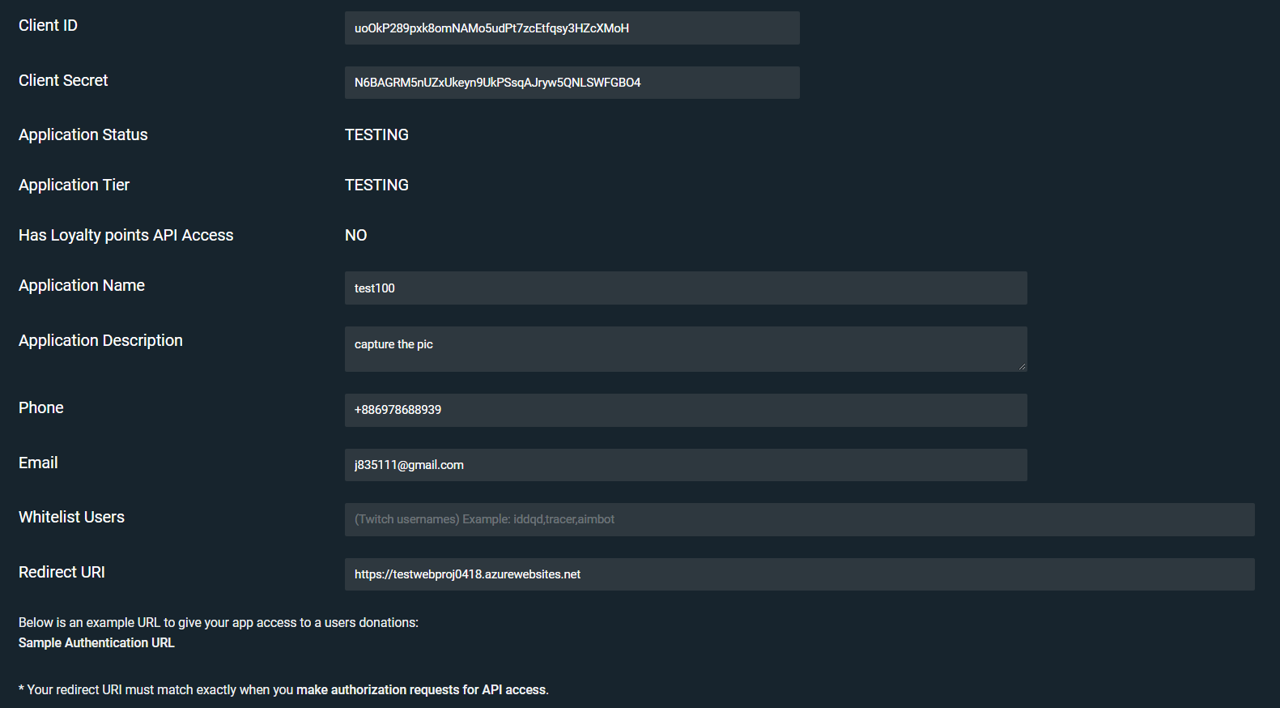 Client ID
uoOkP289pxk8omNAMo5udPt7zcEtfqsy3HZcXMoH
Client Secret
N6BAGRM5nUZxUkeyn9UkPSsqAJryw5QNLSWFGBO4
Application Status
TESTING
Application Tier
TESTING
Has Loyalty points API Access
NO
Application Name
test100
Application Description
capture the pic
Phone
+886978688939
Email
j835111@gmail.com
Whitelist Users
(Twitch usernames) Example: iddqd,tracer,aimbot
Redirect URI
https://testwebproj0418.azurewebsites.net
Below is an example URL to give your app access to a users donations:
Sample Authentication URL
* Your redirect URI must match exactly when you make authorization requests for API access.